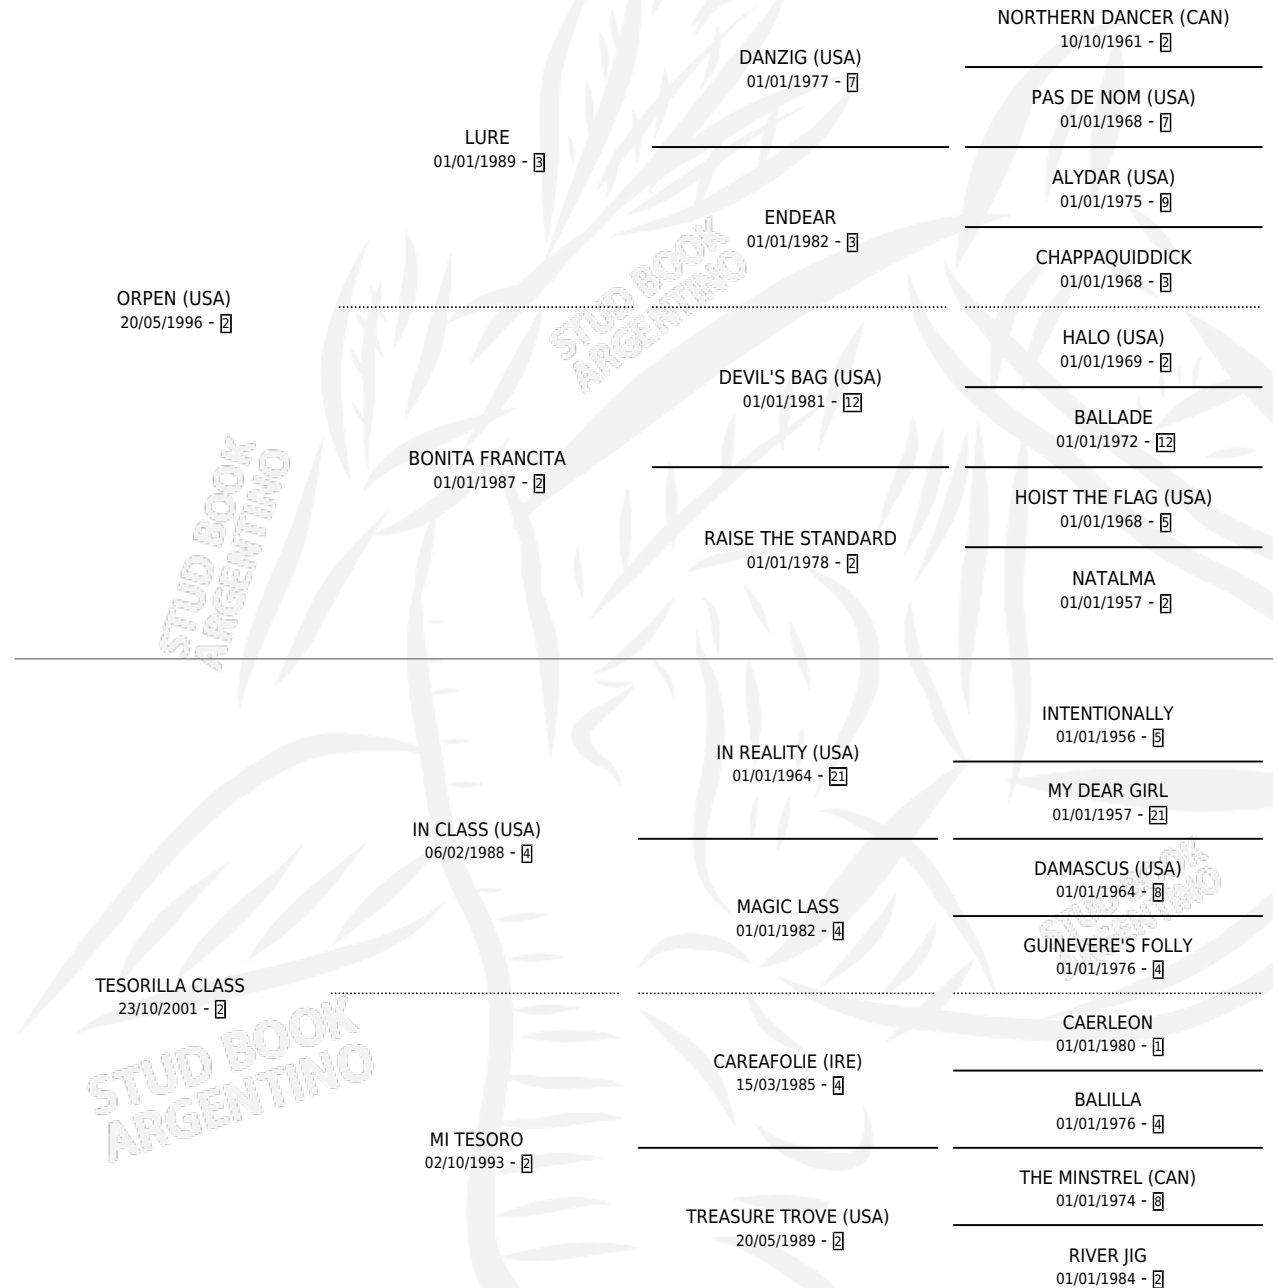 NORTHERN DANCER (CAN)
10/10/1961 - 2
DANZIG (USA)
01/01/1977 - 7
PAS DE NOM (USA)
01/01/1968 - 7
LURE
01/01/1989 - 3
ALYDAR (USA)
01/01/1975 - 9
ENDEAR
01/01/1982 - 3
CHAPPAQUIDDICK
01/01/1968 - 3
ORPEN (USA)
20/05/1996 - 2
STUD BOOK
ARGENTINO
HALO (USA)
01/01/1969 - 2
DEVIL'S BAG (USA)
01/01/1981 - 12
BALLADE
01/01/1972 - 12
BONITA FRANCITA
01/01/1987 - 2
HOIST THE FLAG (USA)
01/01/1968 - 5
RAISE THE STANDARD
01/01/1978 - 2
NATALMA
01/01/1957 - 2
STUD BOOK
ARGENTINO
INTENTIONALLY
01/01/1956 - 5
IN REALITY (USA)
01/01/1964 - 21
MY DEAR GIRL
01/01/1957 - 21
IN CLASS (USA)
06/02/1988 - 4
DAMASCUS (USA)
01/01/1964 - 8
MAGIC LASS
01/01/1982 - 4
GUINEVERE'S FOLLY
01/01/1976 - 4
STUD BOOK
ARGENTINO
TESORILLA CLASS
23/10/2001 - 2
CAERLEON
01/01/1980 - 1
CAREAFOLIE (IRE)
15/03/1985 - 4
BALILLA
01/01/1976 - 4
STUD BOOK
ARGENTINO
MI TESORO
02/10/1993 - 2
THE MINSTREL (CAN)
01/01/1974 - 8
TREASURE TROVE (USA)
20/05/1989 - 2
RIVER JIG
01/01/1984 - 2